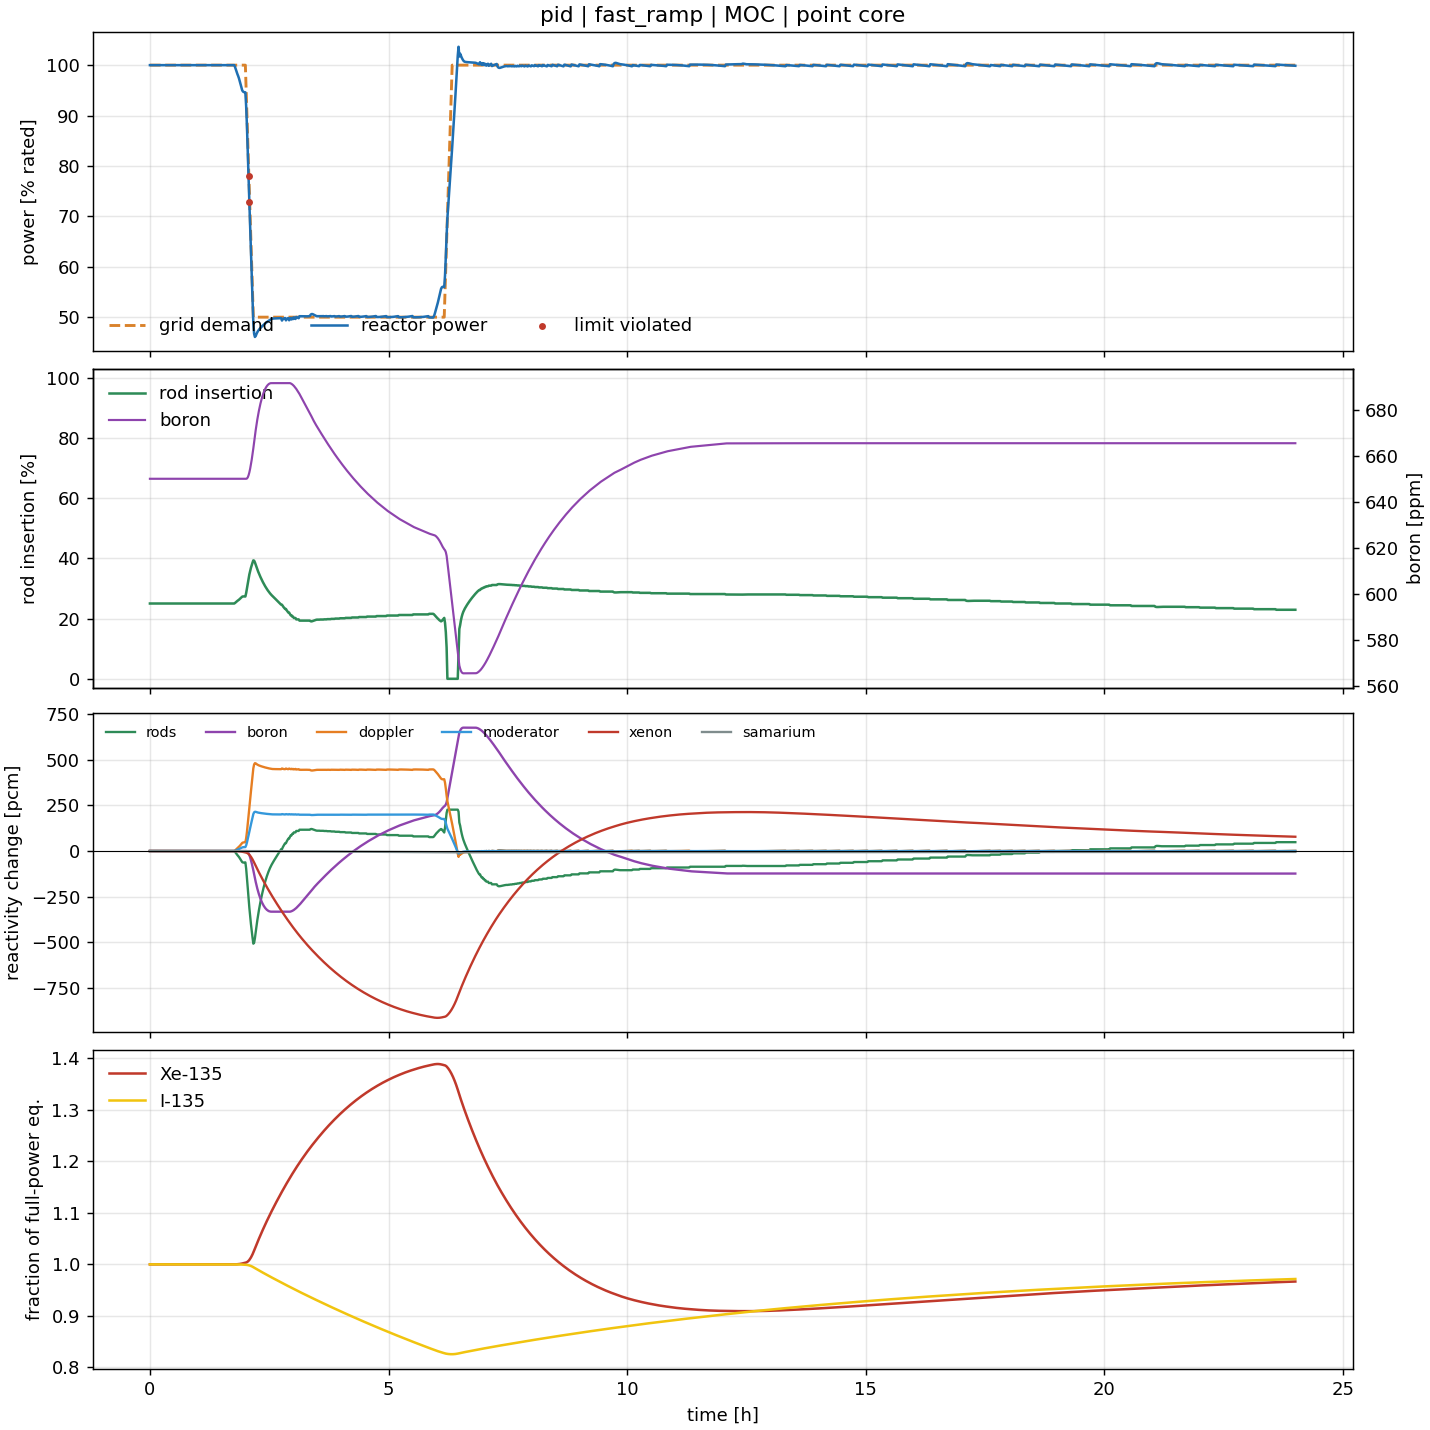 pid | fast_ramp | MOC | point core
power [% rated]
100
90
80
70
60
50
grid demand
reactor power
limit violated
rod insertion [%]
100
80
60
40
20
0
rod insertion
boron
680
660
640
620
600
580
560
boron [ppm]
reactivity change [pcm]
750
500
250
0
−250
−500
−750
rods
boron
doppler
moderator
xenon
samarium
fraction of full-power eq.
1.4
1.3
1.2
1.1
1.0
0.9
0.8
Xe-135
I-135
0
5
10
15
20
25
time [h]